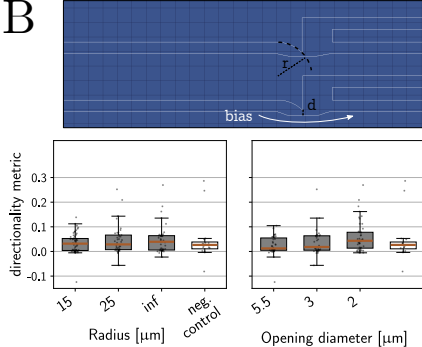 B
r
d
bias
directionality metric
0.3
0.2
0.1
0.0
-0.1
15
25
inf
neg.
control
Radius [μm]
5.5
3
2
Opening diameter [μm]